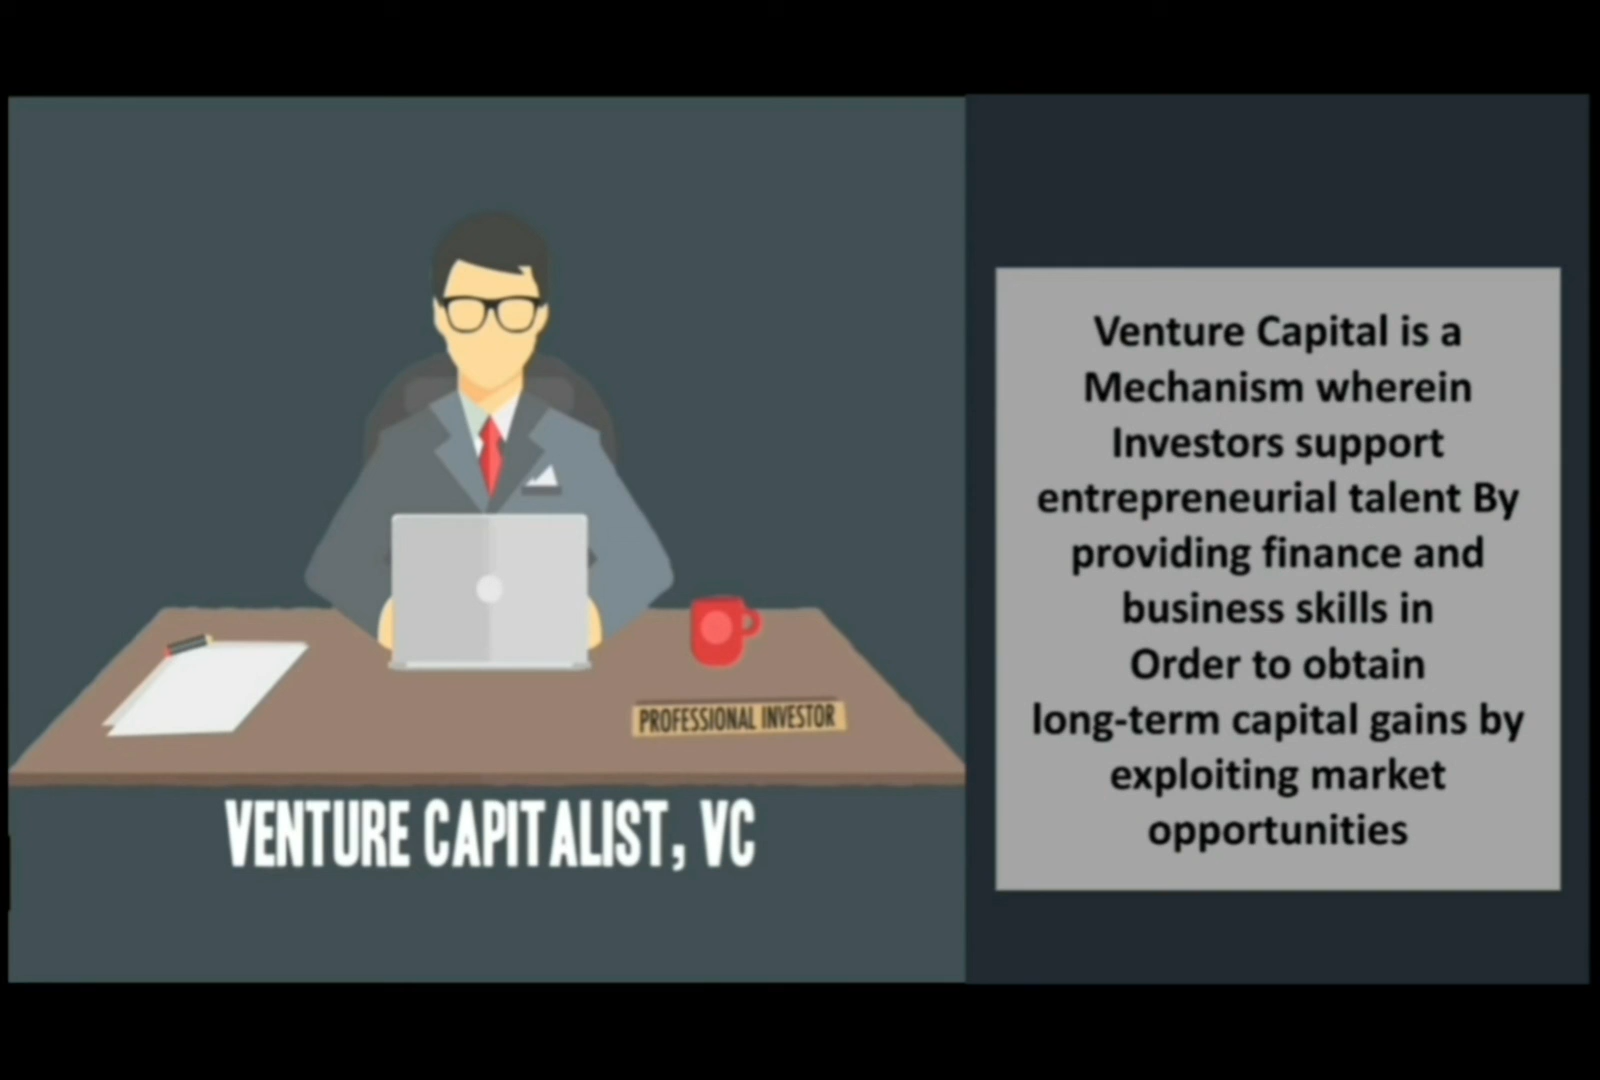 PROFESSIONAL INVESTOR
VENTURE CAPITALIST, VC
Venture Capital is a
Mechanism wherein
Investors support
entrepreneurial talent By
providing finance and
business skills in
Order to obtain
long-term capital gains by
exploiting market
opportunities